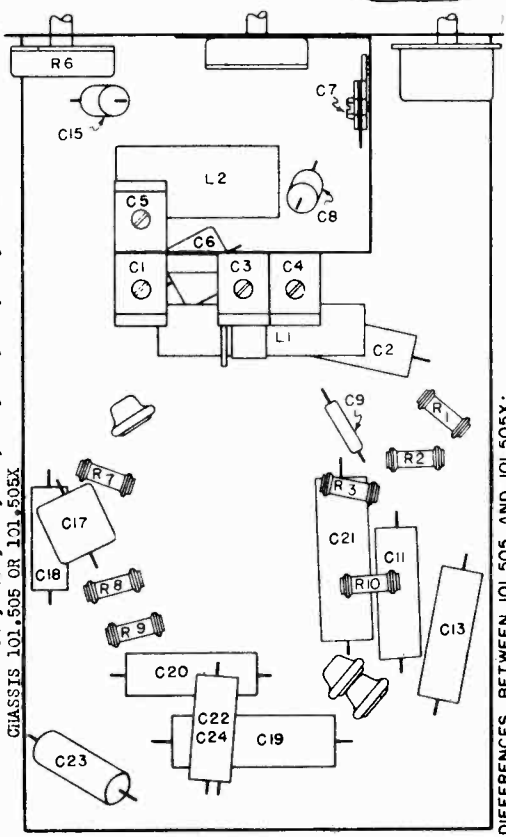 R6
C15
C7
L2
C8
C5
C6
C1
C3
C4
L1
C2
C9
R1
R2
R7
R3
C17
C21
C11
C18
R8
R10
R9
C13
C20
C22
C24
C19
C23
CHASSIS 101.505 OR 101.505X
DIFFERENCES BETWEEN 101.505 AND 101.505X: